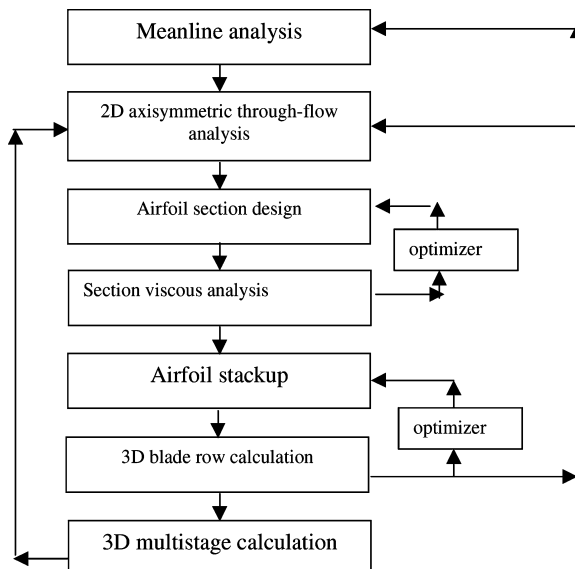 Meanline analysis
2D axisymmetric through-flow
analysis
Airfoil section design
optimizer
Section viscous analysis
Airfoil stackup
optimizer
3D blade row calculation
3D multistage calculation